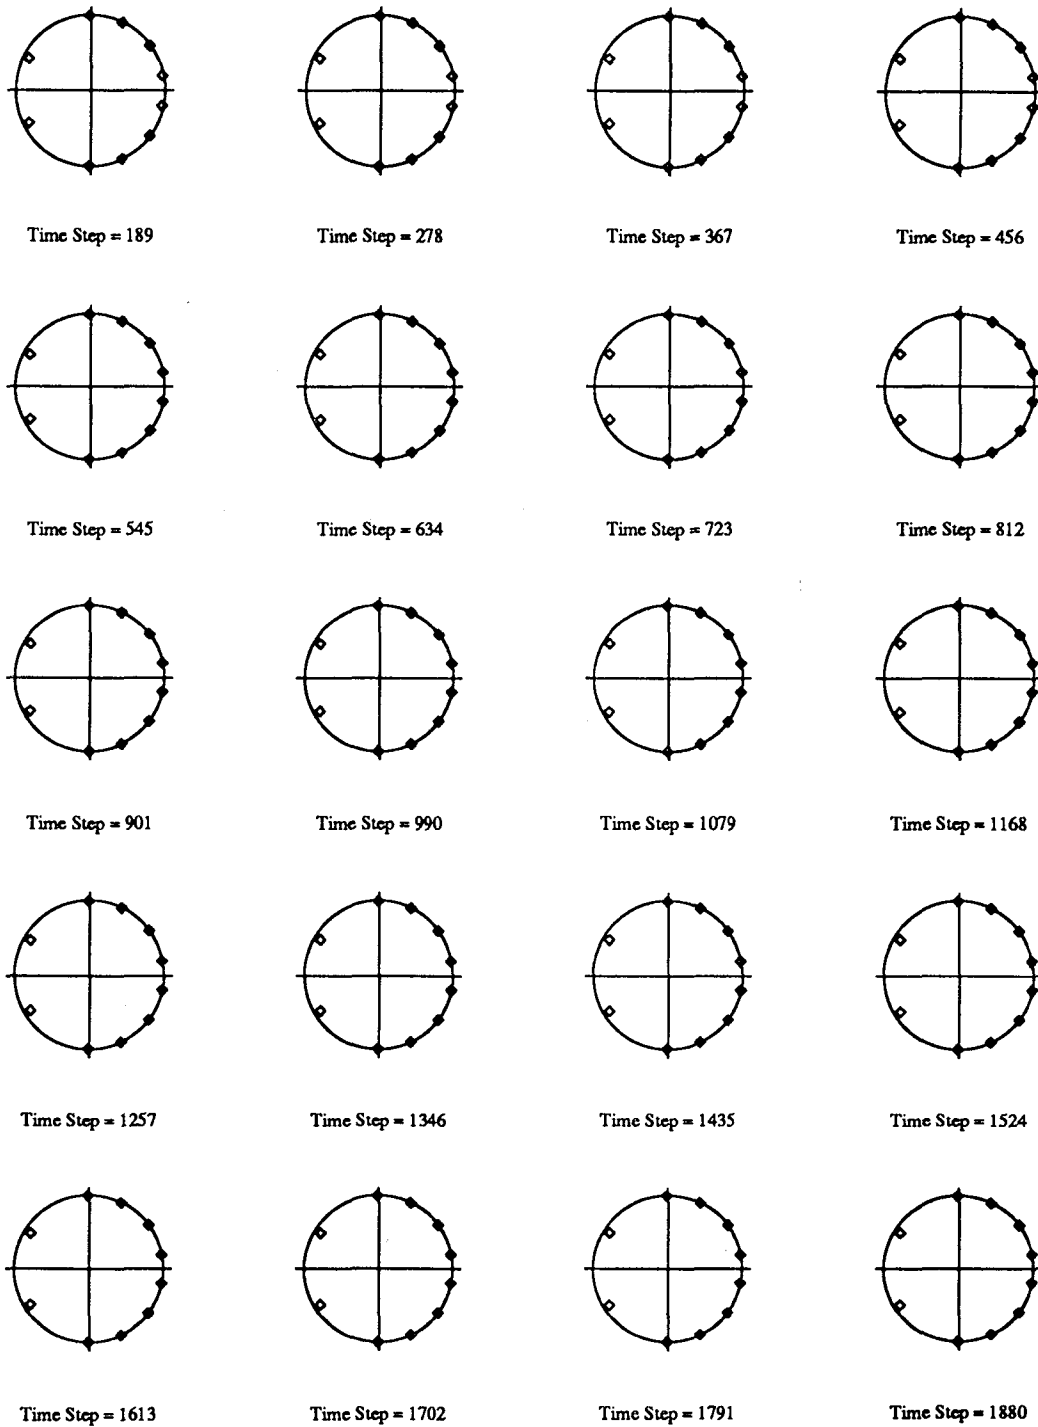 Time Step = 189
Time Step = 278
Time Step = 367
Time Step = 456
Time Step = 545
Time Step = 634
Time Step = 723
Time Step = 812
Time Step = 901
Time Step = 990
Time Step = 1079
Time Step = 1168
Time Step = 1257
Time Step = 1346
Time Step = 1435
Time Step = 1524
Time Step = 1613
Time Step = 1702
Time Step = 1791
Time Step = 1880